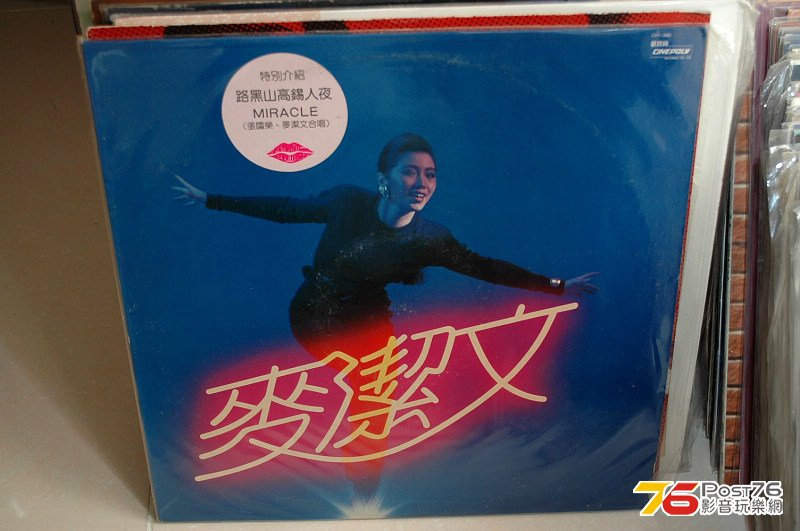 特別介紹
路黑山高錫人夜
MIRACLE
(張國榮、麥潔文合唱)
CINEPOLY
麥潔文
76 POST76
影音玩樂網